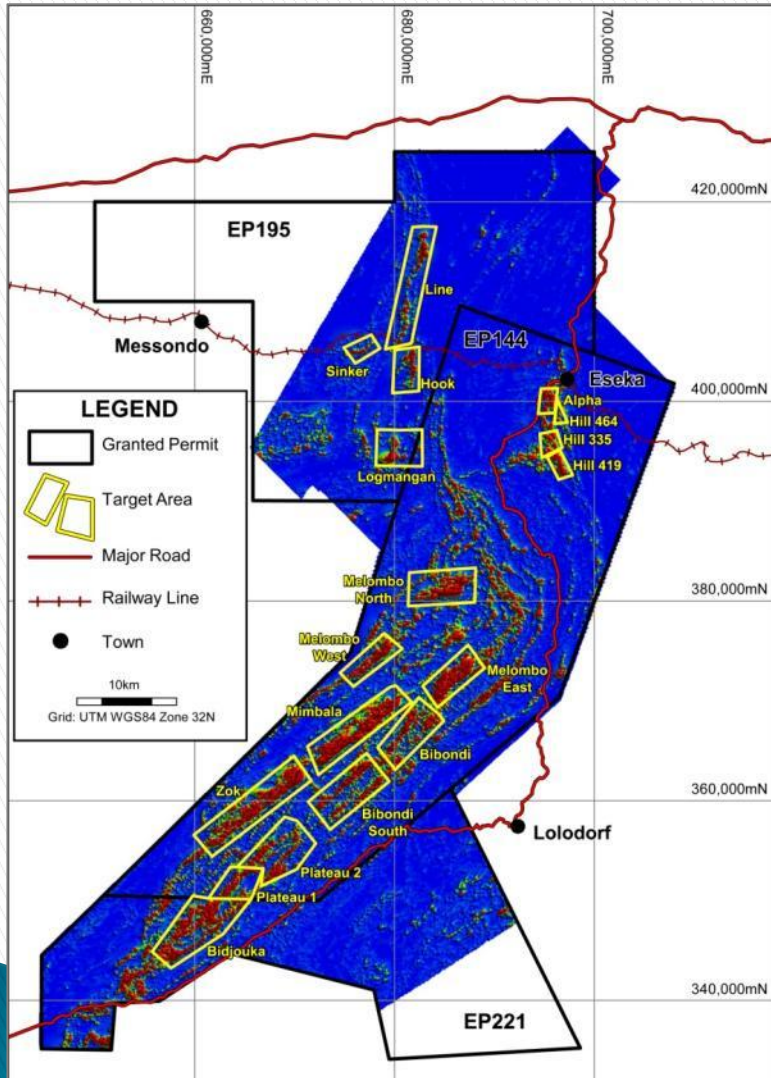 660,000mE
680,000mE
700,000mE
420,000mN
EP195
Line
EP144
Messondo
Sinker
Hook
Eseka
400,000mN
Alpha
Hill 464
Hill 335
Hill 419
Logmangan
LEGEND
Granted Permit
Target Area
Major Road
Railway Line
Town
10km
Grid: UTM WGS84 Zone 32N
Melombo
North
380,000mN
Melombo
West
Melombo
East
Mimbala
Bibondi
Zok
Bibondi
South
360,000mN
Lolodorf
Plateau 2
Plateau 1
Bidjouka
340,000mN
EP221